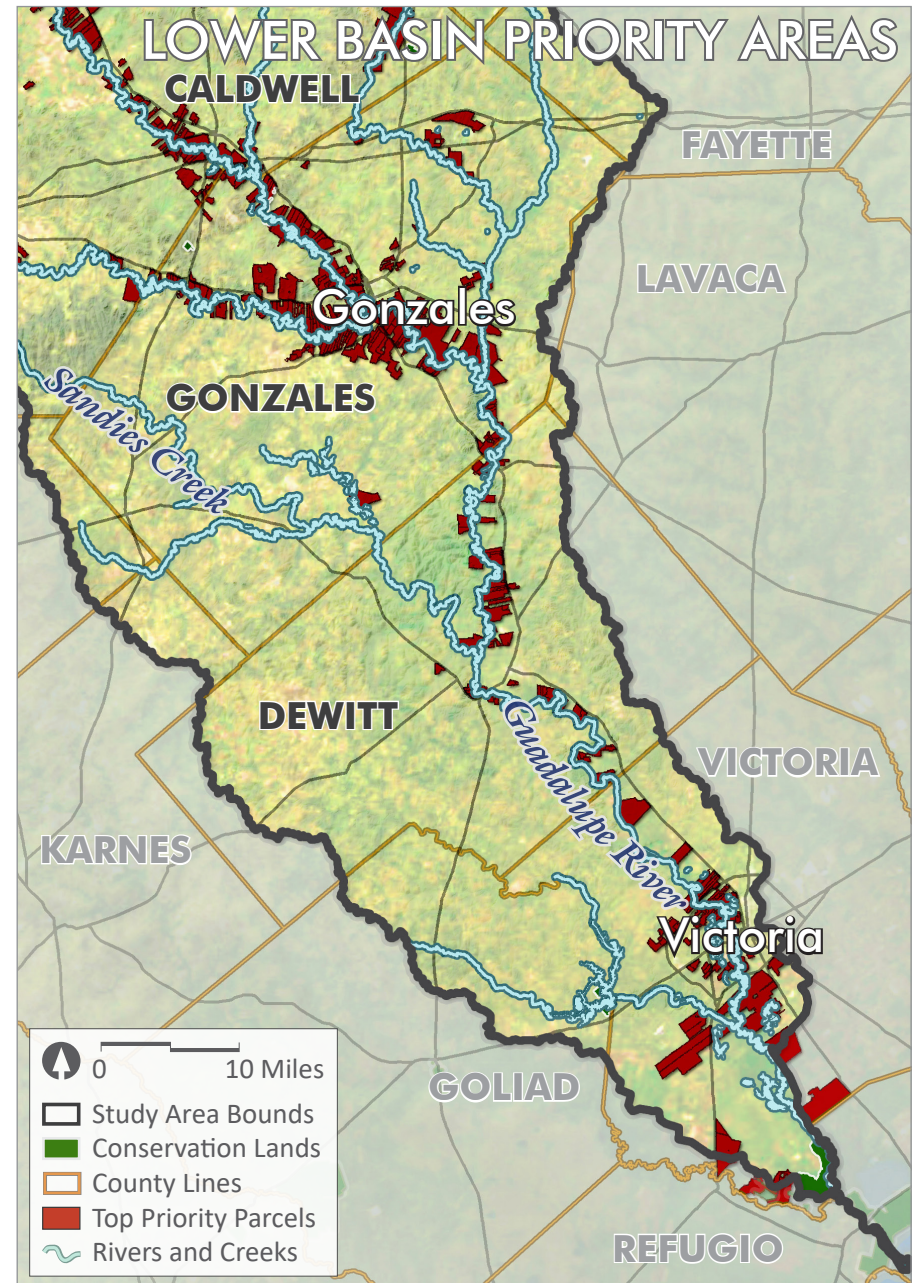 LOWER BASIN PRIORITY AREAS
CALDWELL
FAYETTE
LAVACA
Gonzales
GONZALES
Sandies Creek
DEWITT
Guadalupe River
VICTORIA
KARNES
Victoria
GOLIAD
REFUGIO
0 10 Miles
Study Area Bounds
Conservation Lands
County Lines
Top Priority Parcels
Rivers and Creeks